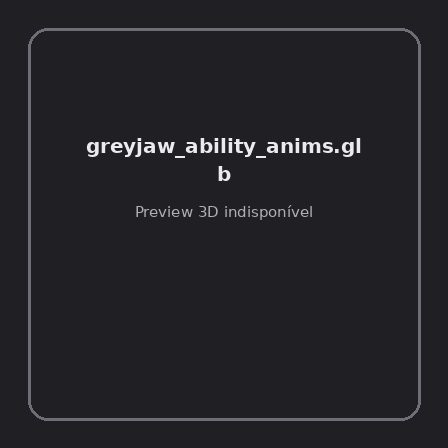 greyjaw_ability_anims.gl
b
Preview 3D indisponível